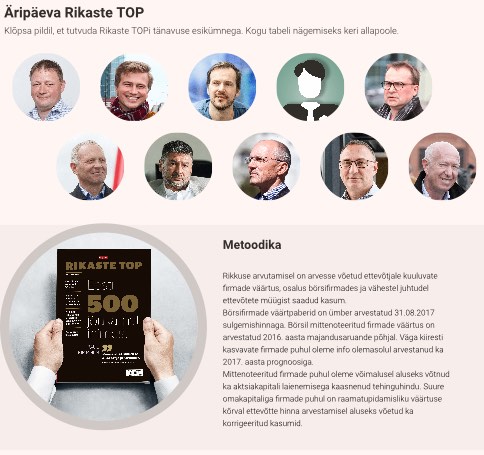 Äripäeva Rikaste TOP
Klõpsa pildil, et tutvuda Rikaste TOPi tänavuse esikümnega. Kogu tabeli nägemiseks keri allapoole.
Metoodika
Rikkuse arvutamisel on arvesse võetud ettevõtjale kuuluvate
firmade väärtus, osalus börsifirmades ja vähestel juhtudel
ettevõtete müügist saadud kasum.
Börsifirmade väärtpaberid on ümber arvestatud 31.08.2017
sulgemishinnaga. Börsil mittenoteeritud firmade väärtus on
arvestatud 2016. aasta majandusaruande põhjal. Väga kiiresti
kasvavate firmade puhul oleme info olemasolul arvestanud ka
2017. aasta prognoosiga.
Mittenoteeritud firmade puhul oleme võimalusel aluseks võtnud
ka aktsiakapitali laienemisega kaasnenud tehinguhindu. Suure
omakapitaliga firmade puhul on raamatupidamisliku väärtuse
kõrval ettevõtte hinna arvestamisel aluseks võetud ka
korrigeeritud kasumid.
RIKASTE TOP
Eesti
500
jõukamat